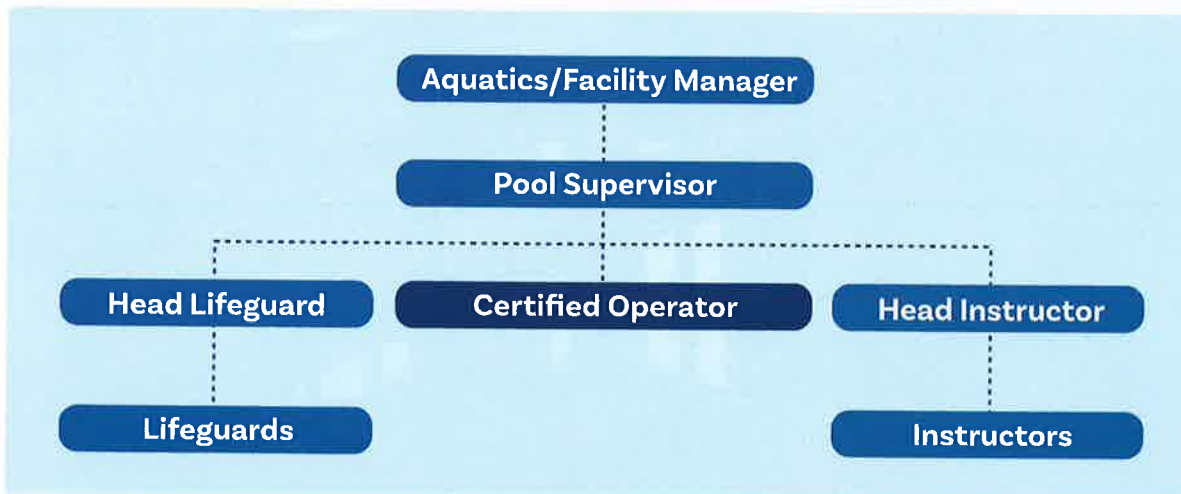 Aquatics/Facility Manager
Pool Supervisor
Head Lifeguard
Certified Operator
Head Instructor
Lifeguards
Instructors